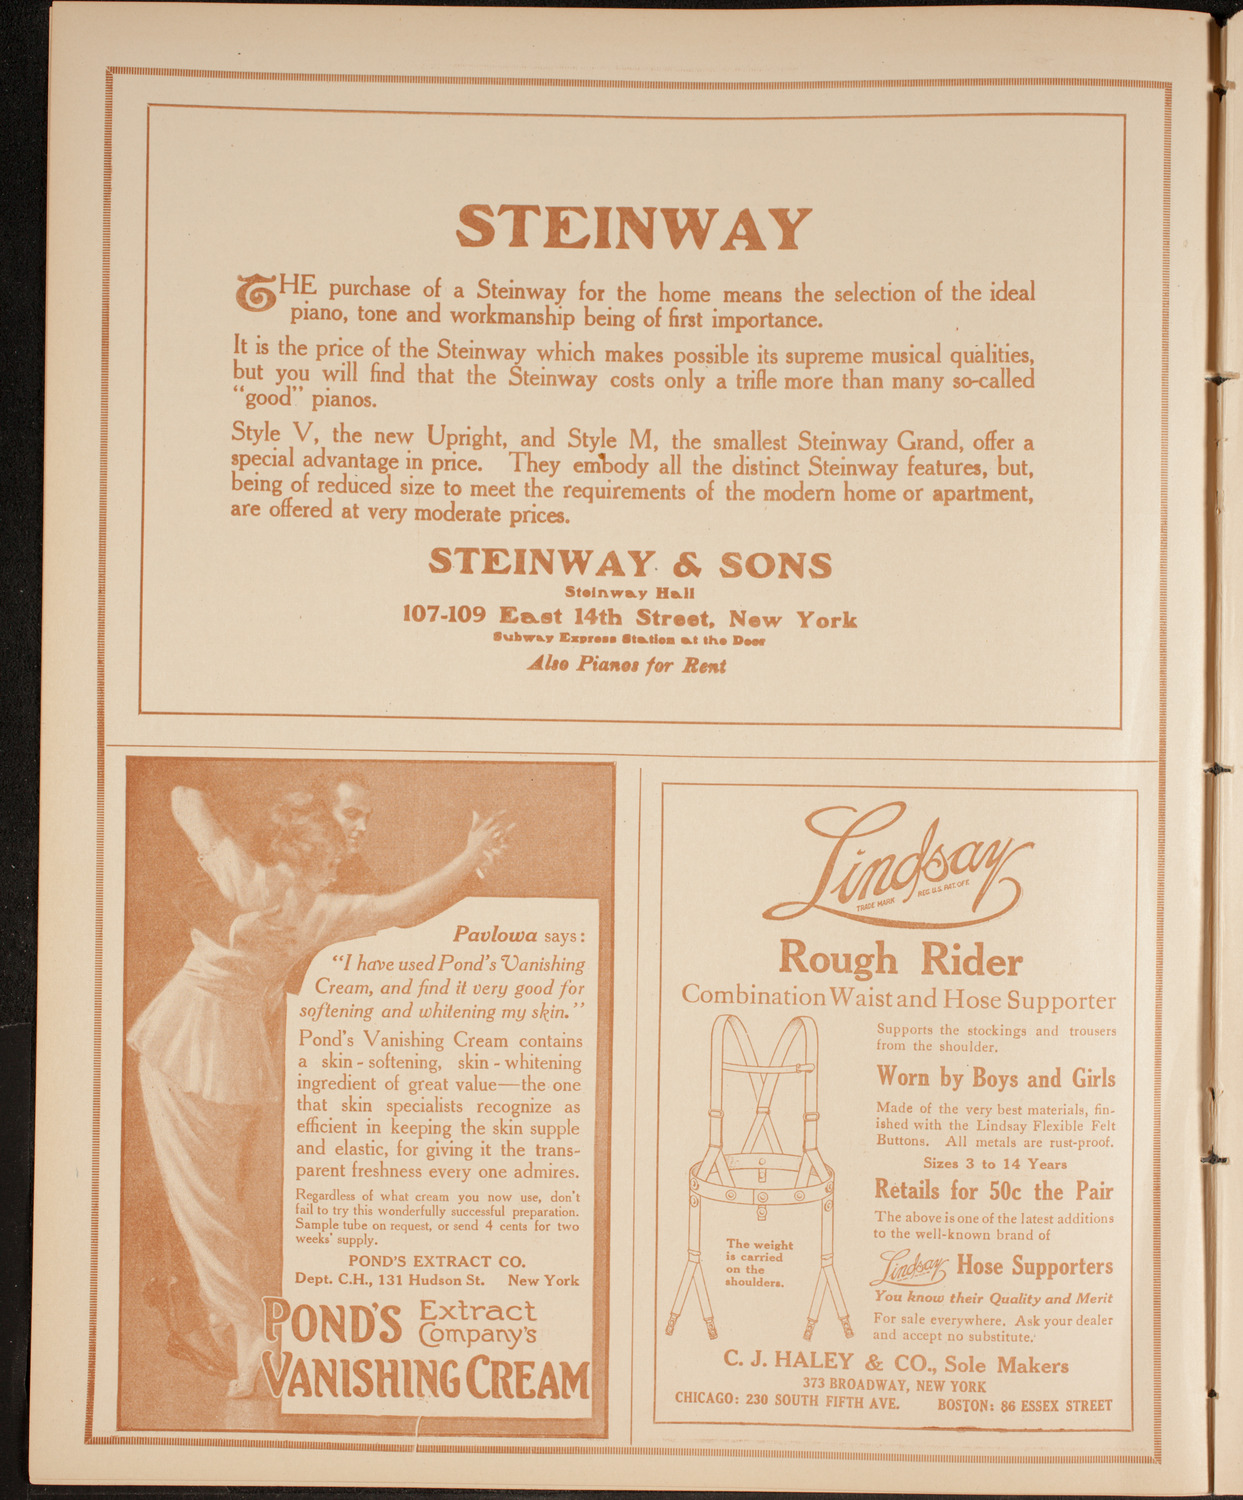 STEINWAY
THE purchase of a Steinway for the home means the selection of the ideal
piano, tone and workmanship being of first importance.
It is the price of the Steinway which makes possible its supreme musical qualities,
but you will find that the Steinway costs only a trifle more than many so-called
"good" pianos.
Style V, the new Upright, and Style M, the smallest Steinway Grand, offer a
special advantage in price. They embody all the distinct Steinway features, but,
being of reduced size to meet the requirements of the modern home or apartment,
are offered at very moderate prices.
STEINWAY & SONS
Steinway Hall
107-109 East 14th Street, New York
Subway Express Station at the Door
Also Pianos for Rent
Pavlowa says:
"I have used Pond's Vanishing
Cream, and find it very good for
softening and whitening my skin."
Pond's Vanishing Cream contains
a skin-softening, skin-whitening
ingredient of great value—the one
that skin specialists recognize as
efficient in keeping the skin supple
and elastic, for giving it the trans-
parent freshness every one admires.
Regardless of what cream you now use, don't
fail to try this wonderfully successful preparation.
Sample tube on request, or send 4 cents for two
weeks' supply.
POND'S EXTRACT CO.
Dept. C.H., 131 Hudson St. New York
POND'S Extract
Company's
VANISHING CREAM
Lindsay
TRADE MARK REG. U.S. PAT. OFF.
Rough Rider
Combination Waist and Hose Supporter
Supports the stockings and trousers
from the shoulder.
Worn by Boys and Girls
Made of the very best materials, fin-
ished with the Lindsay Flexible Felt
Buttons. All metals are rust-proof.
Sizes 3 to 14 Years
Retails for 50c the Pair
The above is one of the latest additions
to the well-known brand of
The weight
is carried
on the
shoulders.
Lindsay Hose Supporters
You know their Quality and Merit
For sale everywhere. Ask your dealer
and accept no substitute.
C. J. HALEY & CO., Sole Makers
373 BROADWAY, NEW YORK
CHICAGO: 230 SOUTH FIFTH AVE. BOSTON: 86 ESSEX STREET